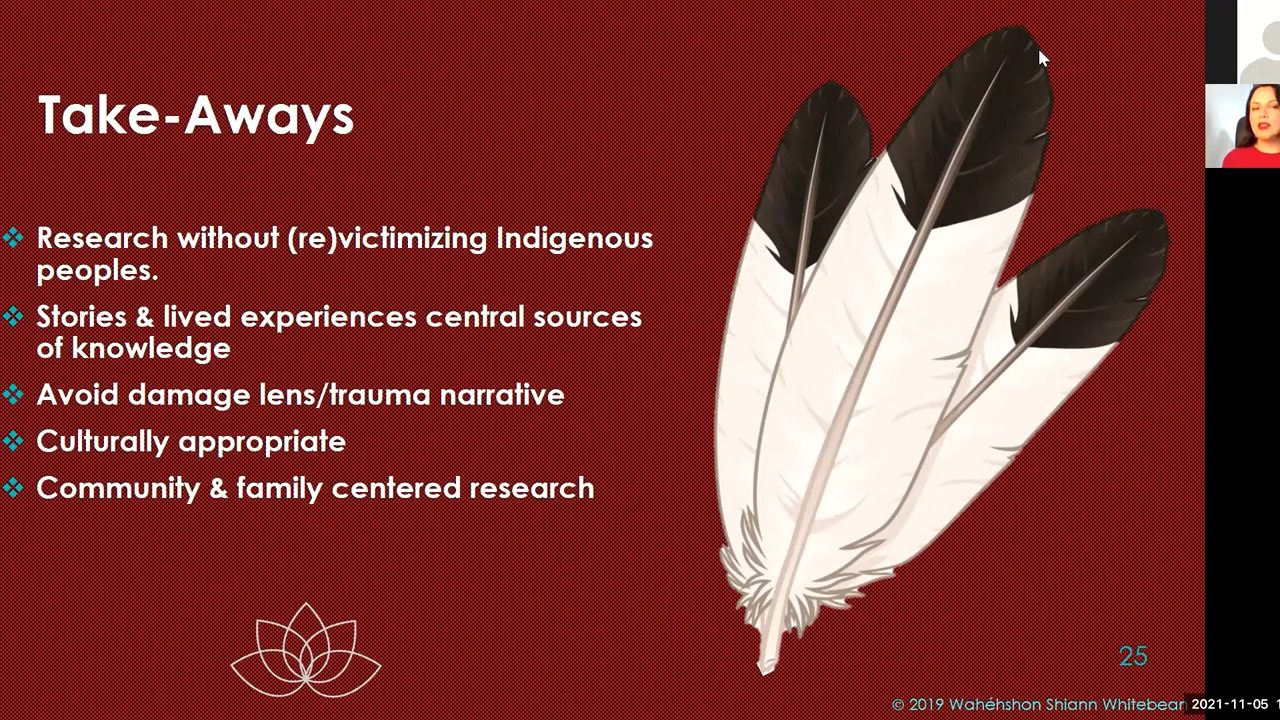 Take-Aways
Research without (re)victimizing Indigenous
peoples.
Stories & lived experiences central sources
of knowledge
Avoid damage lens/trauma narrative
Culturally appropriate
Community & family centered research
25
© 2019 Wahéhshon Shiann Whitebean
2021-11-05